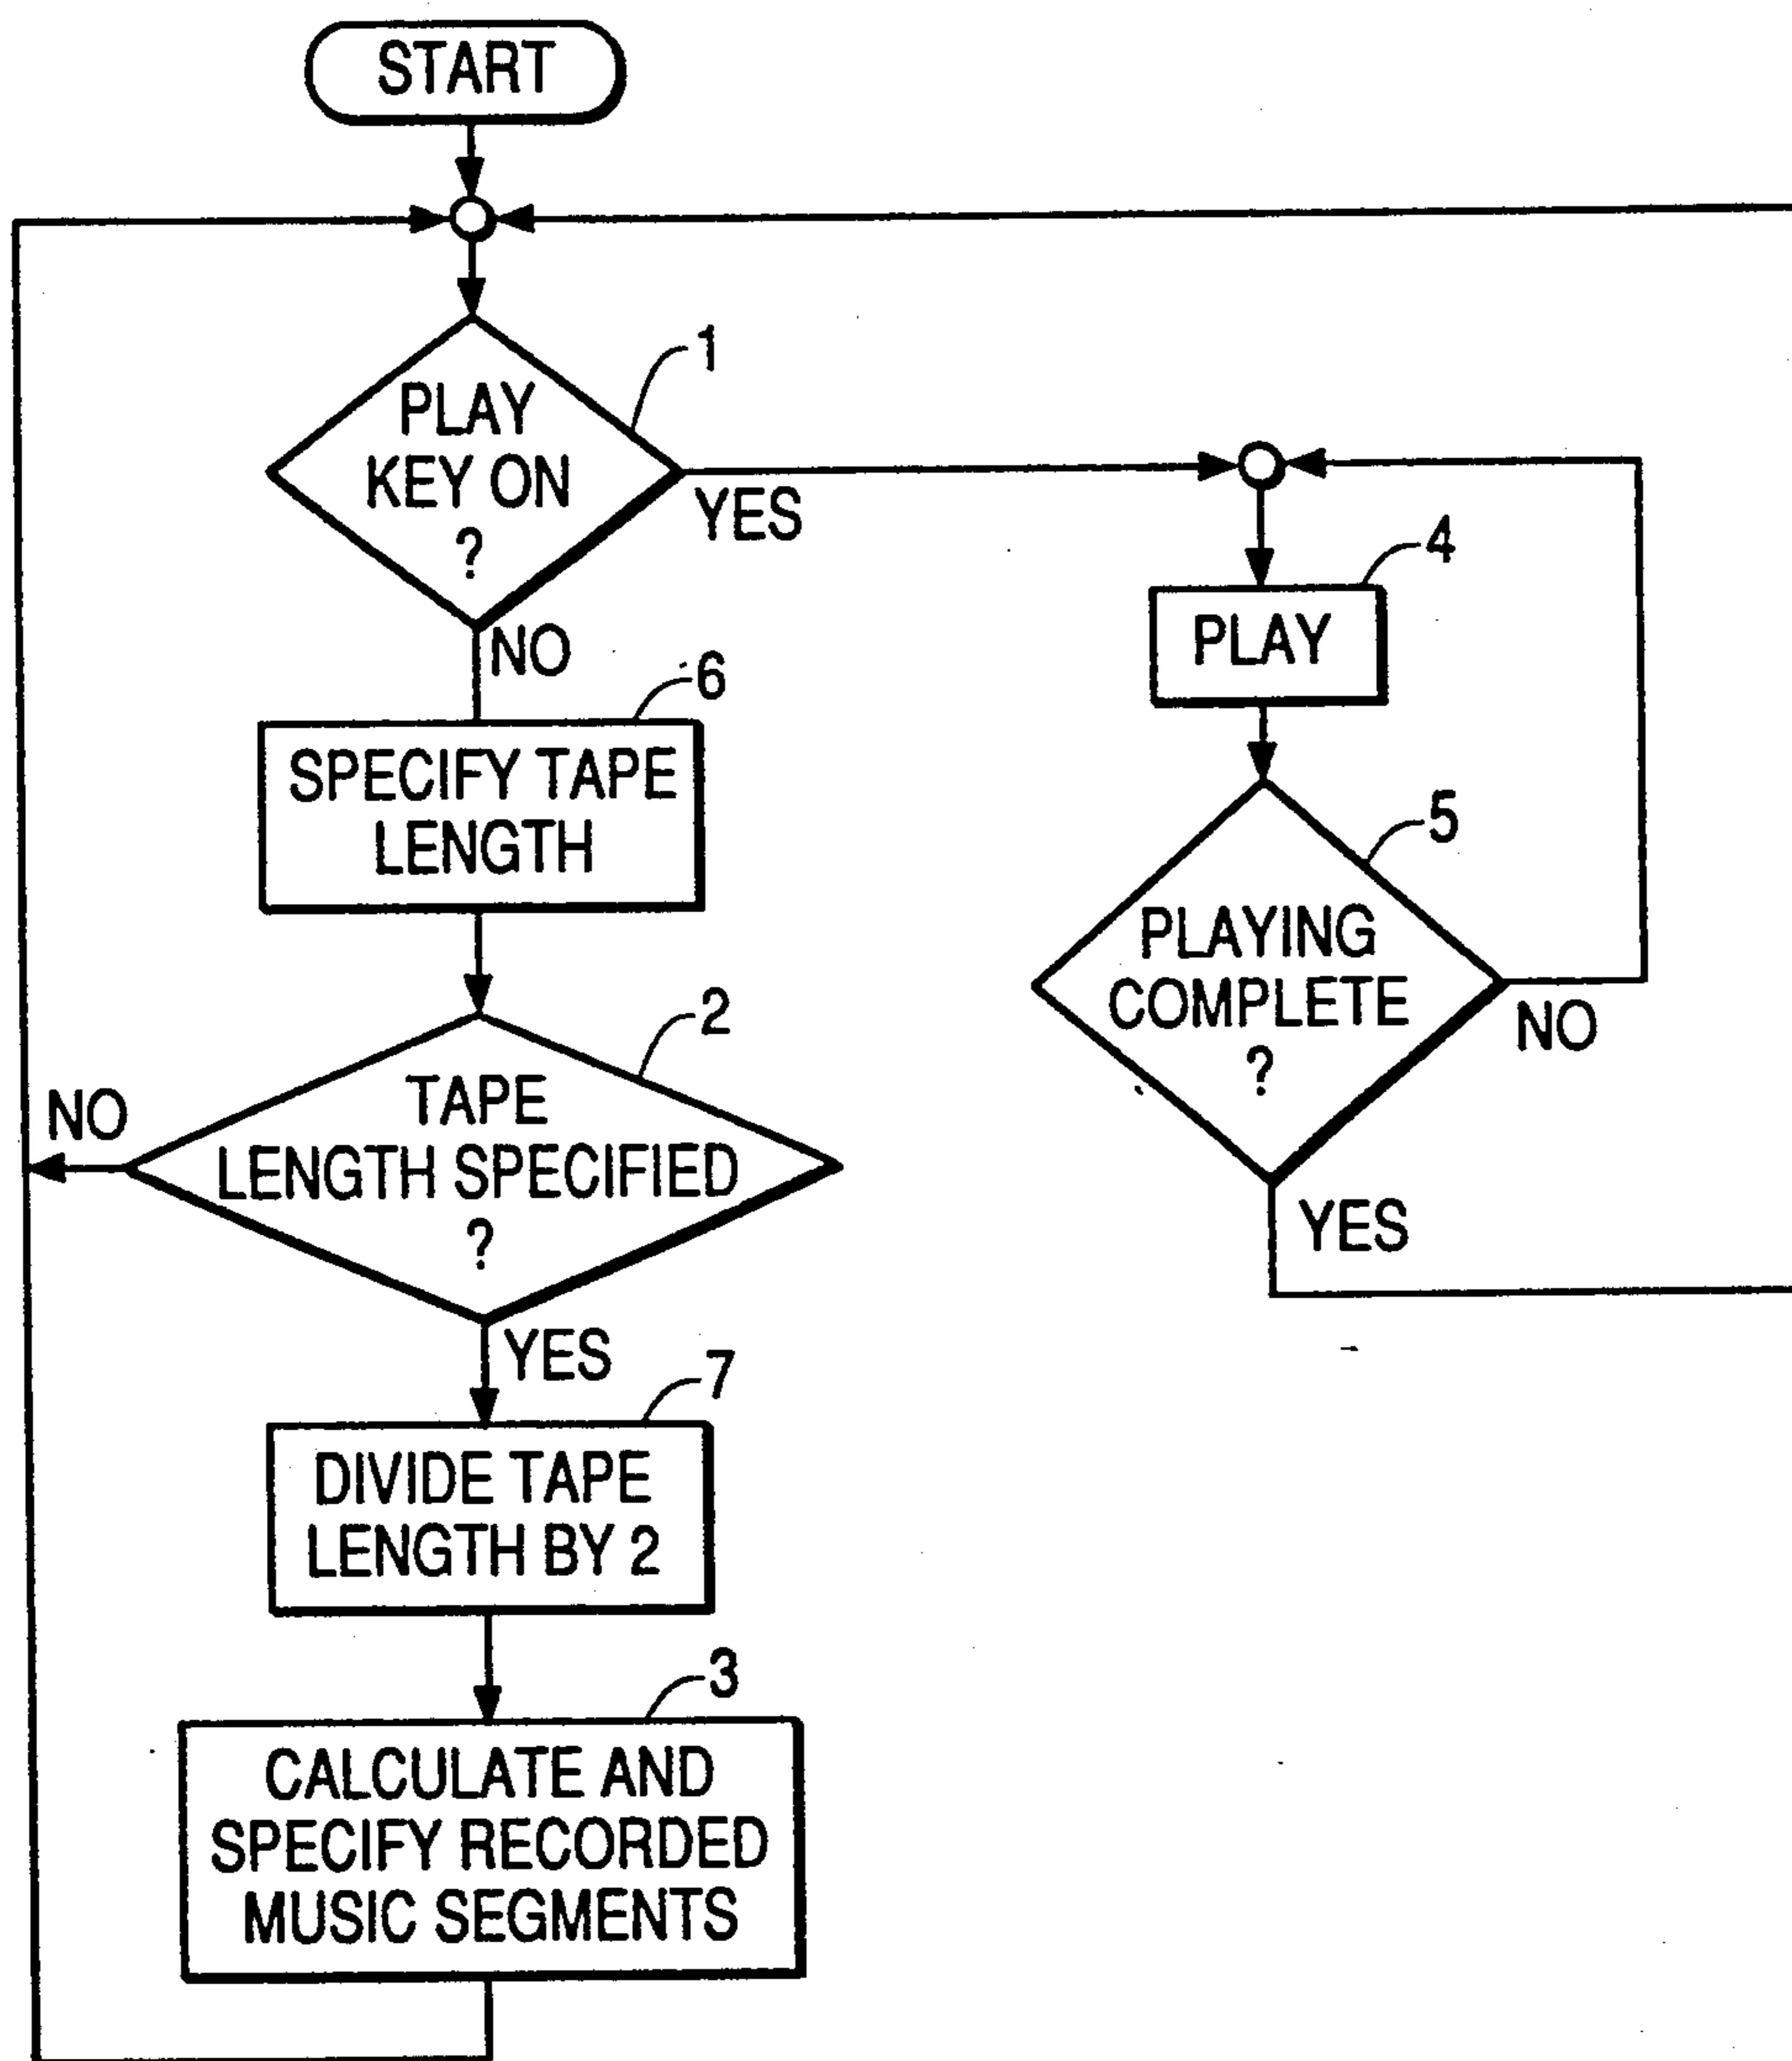 START
1
PLAY
KEY ON
?
YES
NO
6
SPECIFY TAPE
LENGTH
2
TAPE
LENGTH SPECIFIED
?
NO
YES
7
DIVIDE TAPE
LENGTH BY 2
3
CALCULATE AND
SPECIFY RECORDED
MUSIC SEGMENTS
4
PLAY
5
PLAYING
COMPLETE
?
NO
YES